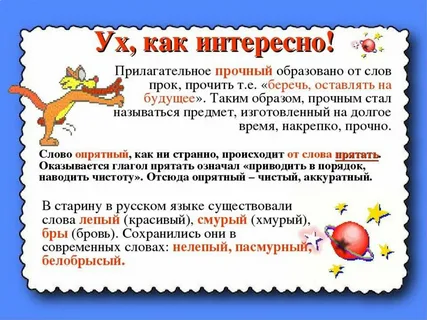 Ух, как интересно!
Прилагательное прочный образовано от слов
прок, прочить т.е. «беречь, оставлять на
будущее». Таким образом, прочным стал
называться предмет, изготовленный на долгое
время, накрепко, прочно.
Слово опрятный, как ни странно, происходит от слова прятать.
Оказывается глагол прятать означал «приводить в порядок,
наводить чистоту». Отсюда опрятный – чистый, аккуратный.
В старину в русском языке существовали
слова лепый (красивый), смурый (хмурый),
бры (бровь). Сохранились они в
современных словах: нелепый, пасмурный,
белобрысый.